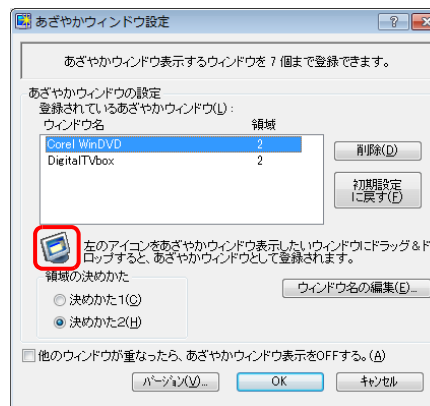 あざやかウィンドウ設定
あざやかウィンドウ表示するウィンドウを 7 個まで登録できます。
あざやかウィンドウの設定
登録されているあざやかウィンドウ(L):
ウィンドウ名 領域
Corel WinDVD 2
DigitalTVbox 2
削除(D)
初期設定
に戻す(F)
左のアイコンをあざやかウィンドウ表示したいウィンドウにドラッグ&ド
ロップすると、あざやかウィンドウとして登録されます。
領域の決めかた
ウィンドウ名の編集(E)...
決めかた1(C)
決めかた2(H)
他のウィンドウが重なったら、あざやかウィンドウ表示をOFFする。(A)
バージョン(V)... OK キャンセル